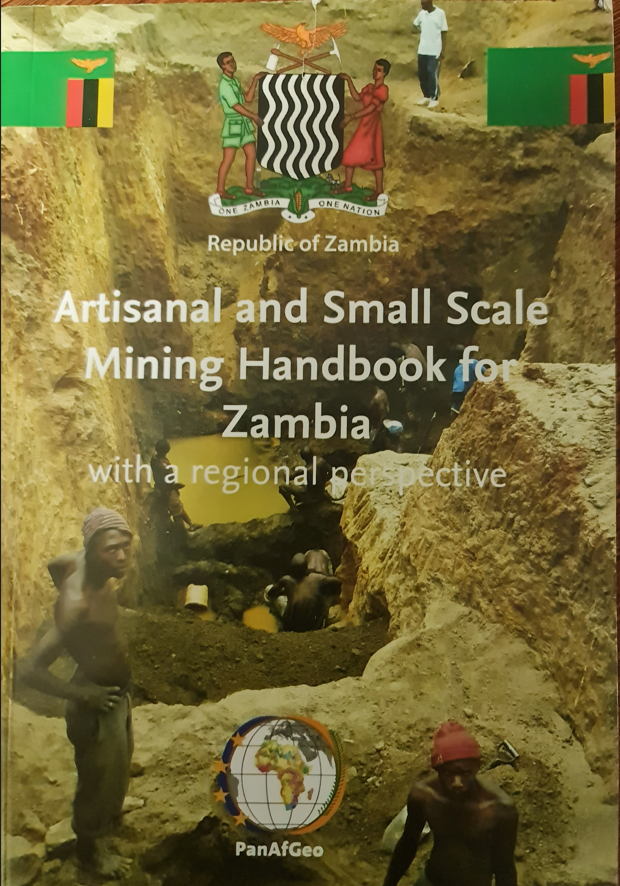 ONE ZAMBIA ONE NATION
Republic of Zambia
Artisanal and Small Scale
Mining Handbook for
Zambia
with a regional perspective
PanAfGeo